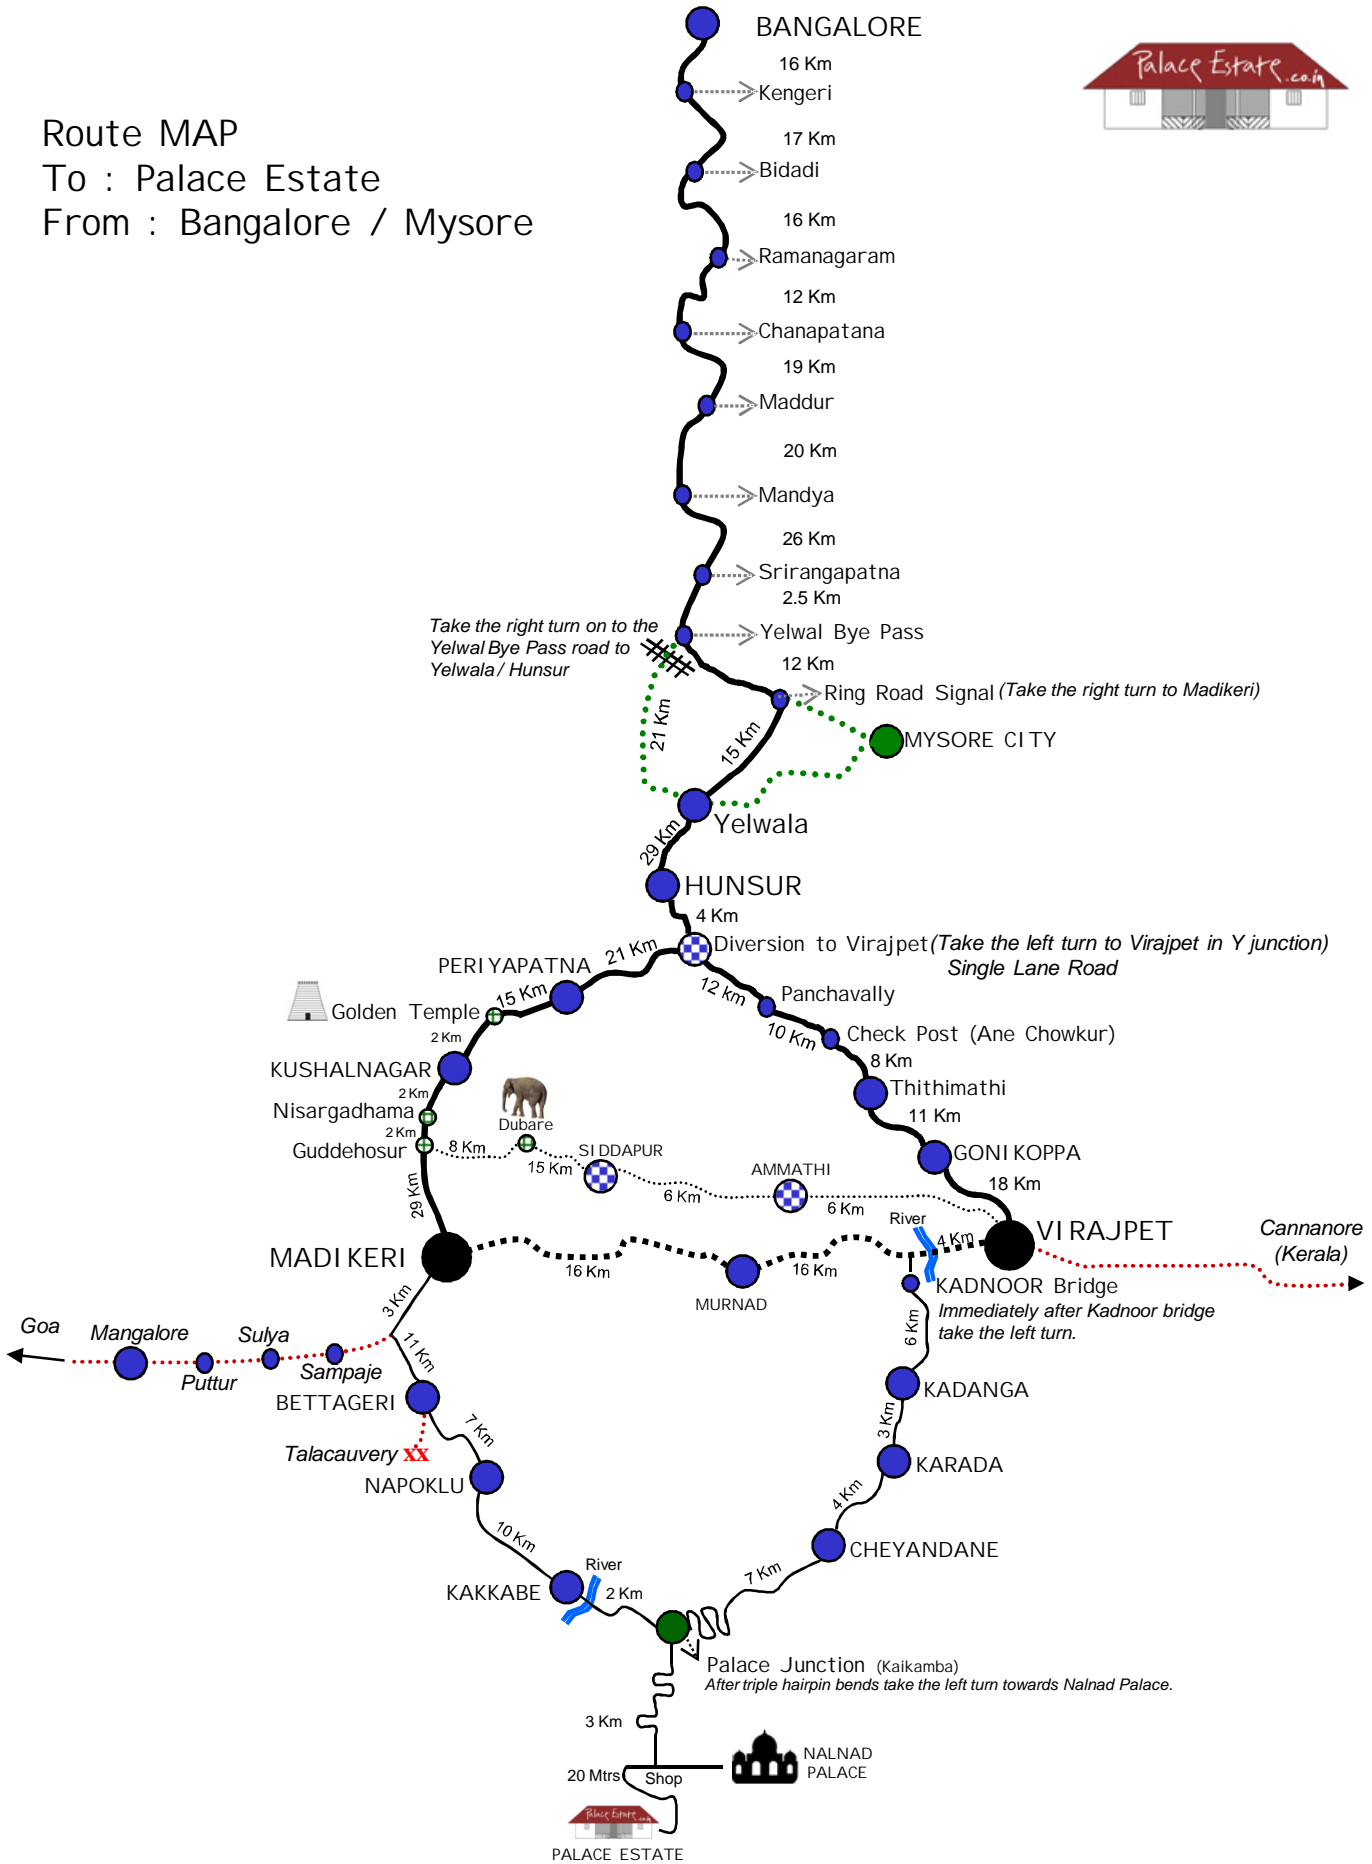 BANGALORE
16 Km
Kengeri
Palace Estate.co.in
Route MAP
To : Palace Estate
From : Bangalore / Mysore
17 Km
Bidadi
16 Km
Ramanagaram
12 Km
Chanapatana
19 Km
Maddur
20 Km
Mandya
26 Km
Srirangapatna
2.5 Km
Take the right turn on to the
Yelwal Bye Pass road to
Yelwala / Hunsur
Yelwal Bye Pass
12 Km
Ring Road Signal (Take the right turn to Madikeri)
21 Km
15 Km
MYSORE CITY
Yelwala
29 Km
HUNSUR
4 Km
Diversion to Virajpet (Take the left turn to Virajpet in Y junction)
Single Lane Road
21 Km
PERIYAPATNA
15 Km
Golden Temple
2 Km
KUSHALNAGAR
2 Km
Nisargadhama
2 Km
Guddehosur
12 km
Panchavally
10 Km
Check Post (Ane Chowkur)
8 Km
Thithimathi
11 Km
GONIKOPPA
18 Km
8 Km
Dubare
15 Km
SIDDAPUR
6 Km
AMMATHI
6 Km
29 Km
MADIKERI
16 Km
MURNAD
16 Km
River
4 Km
VIRAJPET
Cannanore
(Kerala)
KADNOOR Bridge
Immediately after Kadnoor bridge
take the left turn.
3 Km
Goa
Mangalore
Puttur
Sulya
Sampaje
11 Km
BETTAGERI
Talacauvery XX
7 Km
NAPOKLU
10 Km
KAKKABE
River
2 Km
6 Km
KADANGA
3 Km
KARADA
4 Km
CHEYANDANE
7 Km
Palace Junction (Kaikamba)
After triple hairpin bends take the left turn towards Nalnad Palace.
3 Km
NALNAD
PALACE
20 Mtrs
Shop
Palace Estate.co.in
PALACE ESTATE